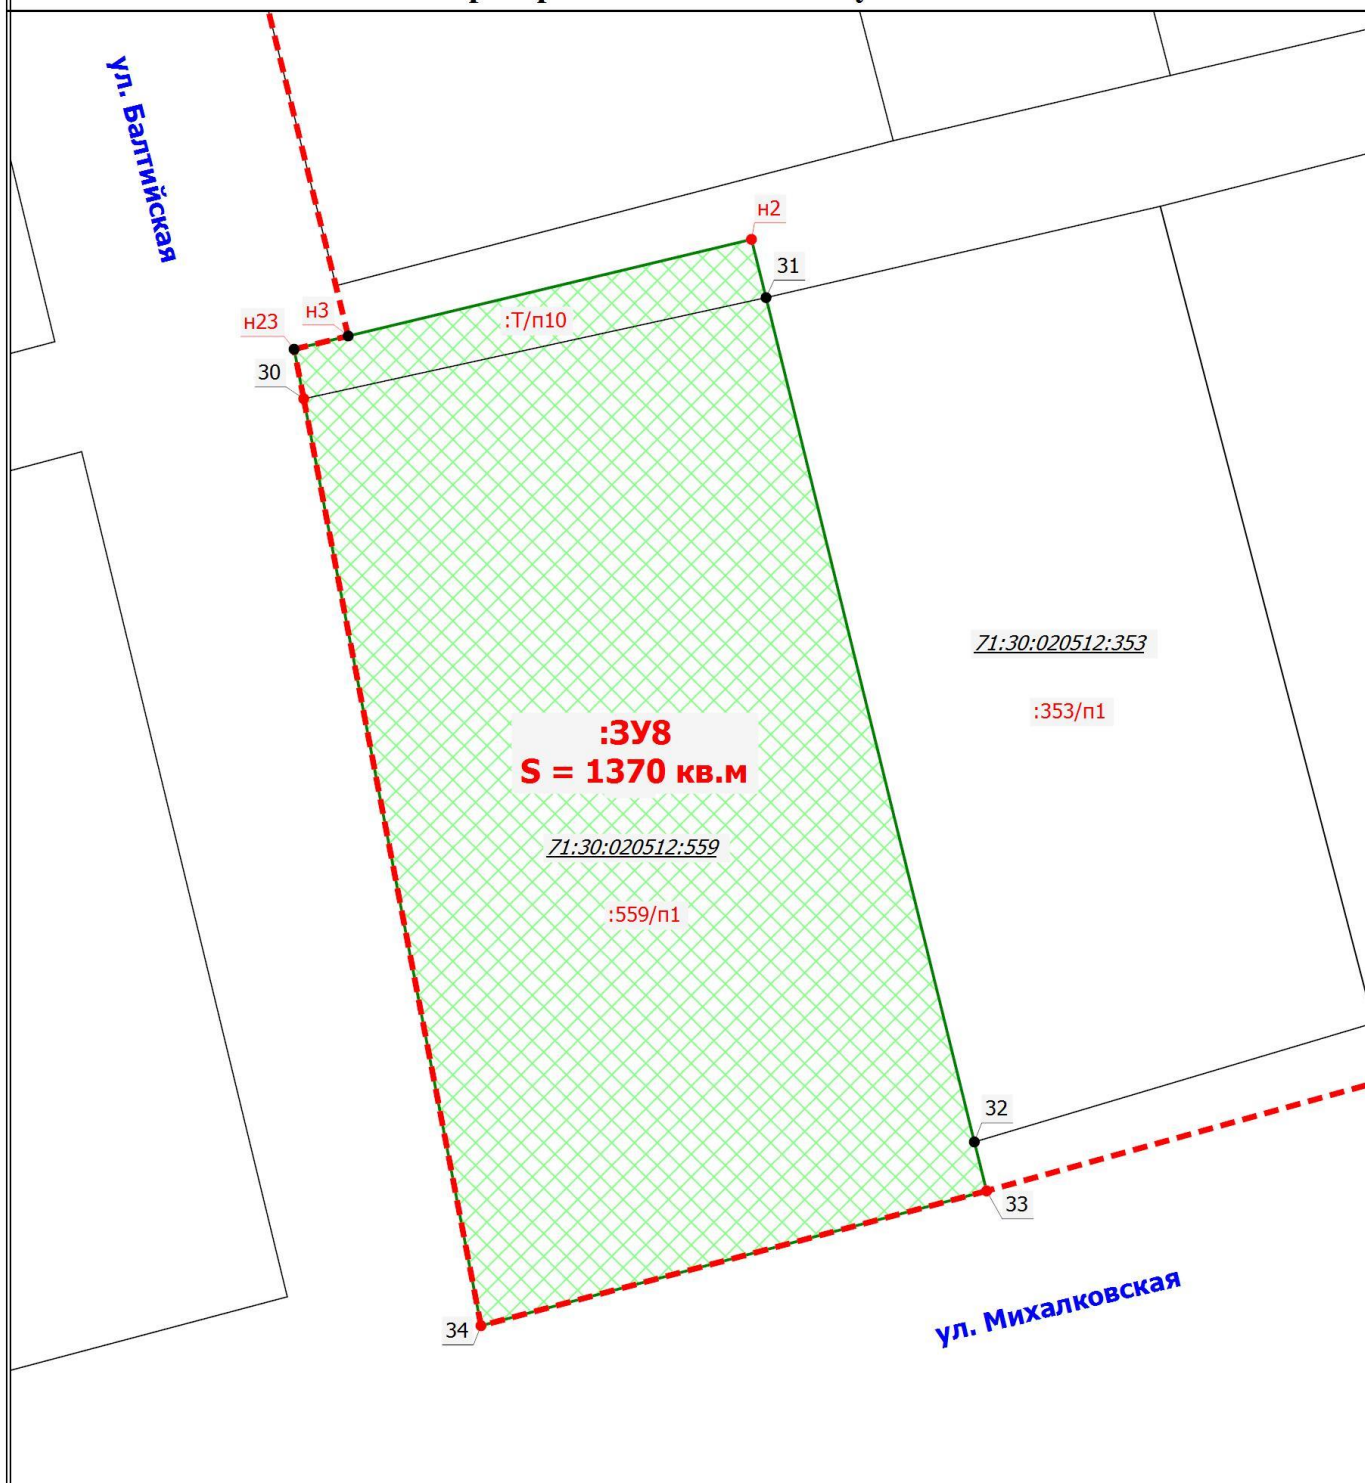 ул. Балтийская
н2
31
н3
н23
:Т/п10
30
71:30:020512:353
:353/п1
:ЗУ8
S = 1370 кв.м
71:30:020512:559
:559/п1
32
33
ул. Михалковская
34